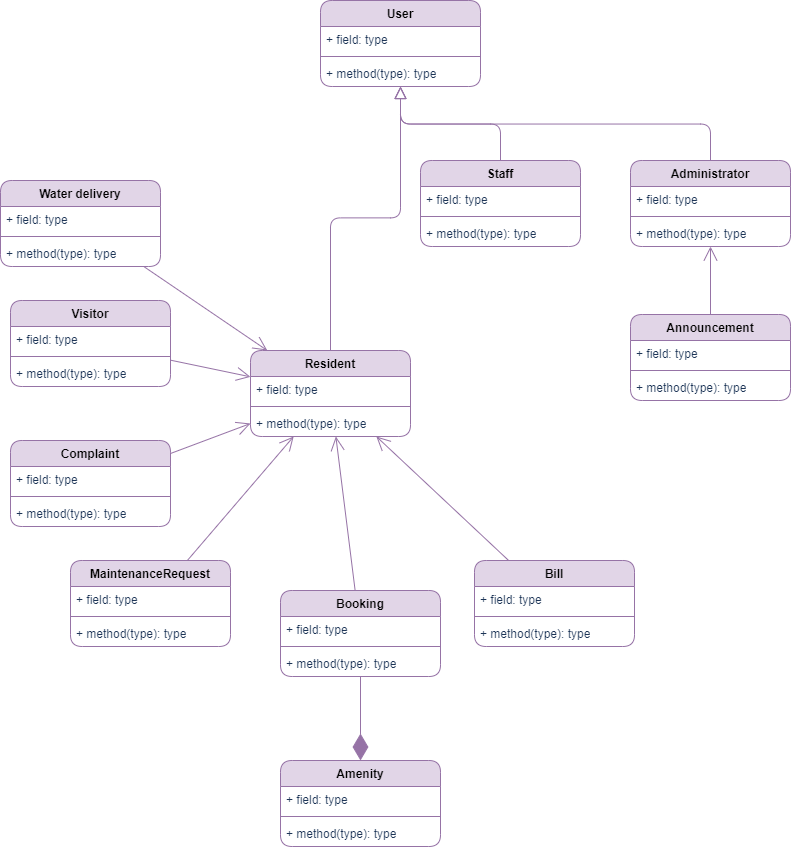 User
+ field: type
+ method(type): type
Staff
+ field: type
+ method(type): type
Administrator
+ field: type
+ method(type): type
Water delivery
+ field: type
+ method(type): type
Visitor
+ field: type
+ method(type): type
Announcement
+ field: type
+ method(type): type
Resident
+ field: type
+ method(type): type
Complaint
+ field: type
+ method(type): type
MaintenanceRequest
+ field: type
+ method(type): type
Booking
+ field: type
+ method(type): type
Bill
+ field: type
+ method(type): type
Amenity
+ field: type
+ method(type): type